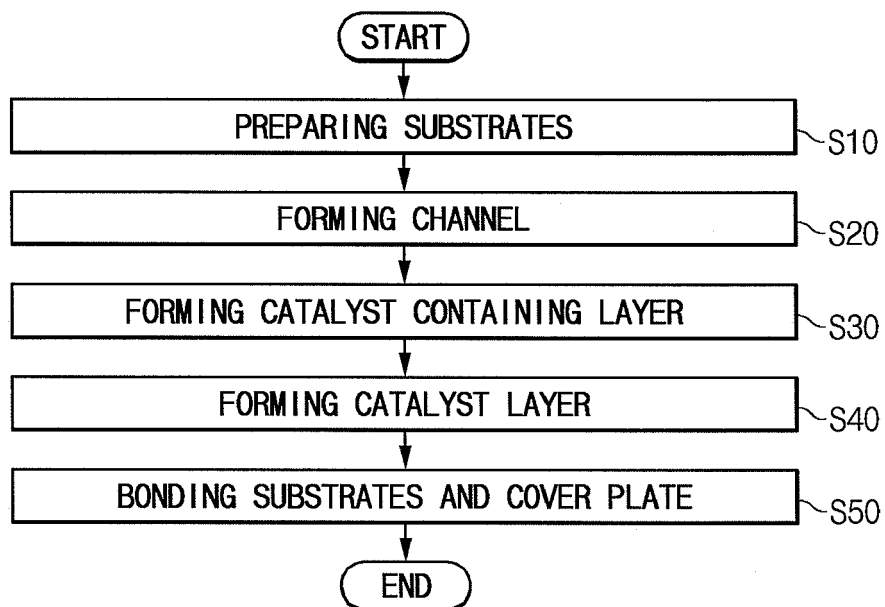 START
PREPARING SUBSTRATES
S10
FORMING CHANNEL
S20
FORMING CATALYST CONTAINING LAYER
S30
FORMING CATALYST LAYER
S40
BONDING SUBSTRATES AND COVER PLATE
S50
END